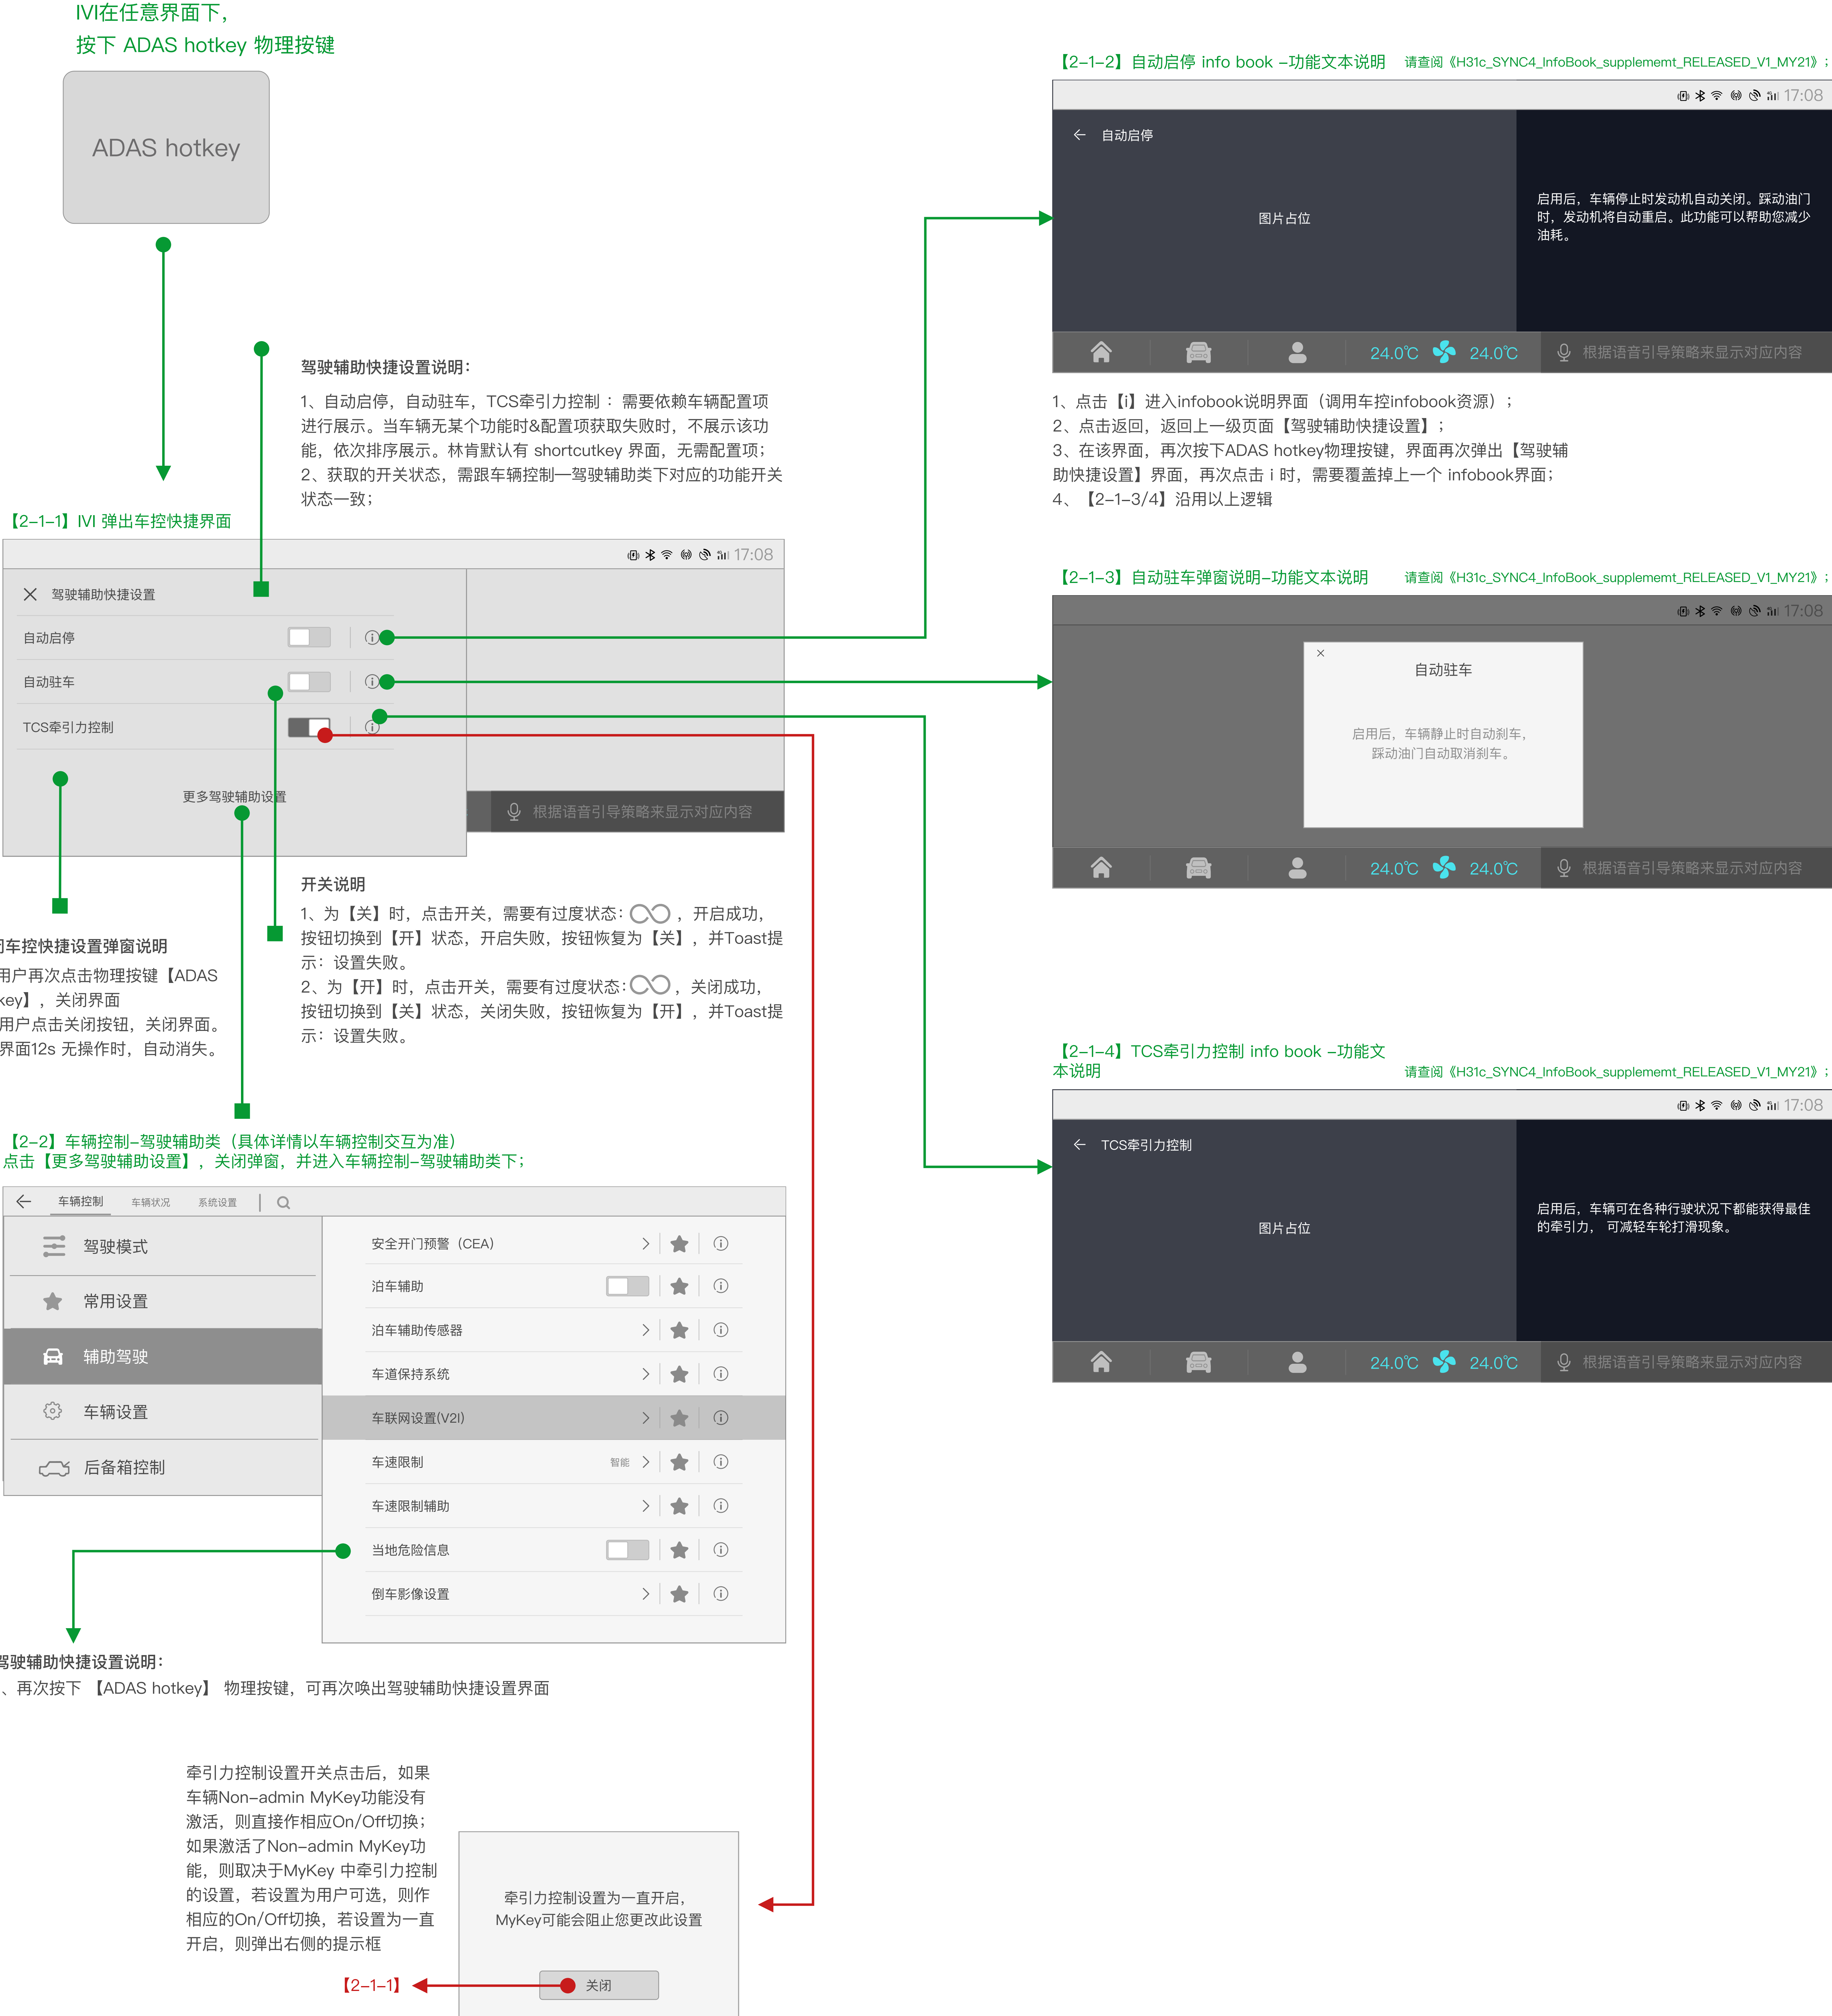 IVI在任意界面下，
按下 ADAS hotkey 物理按键
ADAS hotkey
驾驶辅助快捷设置说明：
1、自动启停，自动驻车，TCS牵引力控制 ：需要依赖车辆配置项
进行展示。当车辆无某个功能时&配置项获取失败时，不展示该功
能，依次排序展示。林肯默认有 shortcutkey 界面，无需配置项；
2、获取的开关状态，需跟车辆控制—驾驶辅助类下对应的功能开关
状态一致；
【2-1-1】IVI 弹出车控快捷界面
17:08
驾驶辅助快捷设置
自动启停
自动驻车
TCS牵引力控制
更多驾驶辅助设置
根据语音引导策略来显示对应内容
开关说明
1、为【关】时，点击开关，需要有过度状态： ，开启成功，
按钮切换到【开】状态，开启失败，按钮恢复为【关】，并Toast提
示：设置失败。
2、为【开】时，点击开关，需要有过度状态： ，关闭成功，
按钮切换到【关】状态，关闭失败，按钮恢复为【开】，并Toast提
示：设置失败。
车控快捷设置弹窗说明
用户再次点击物理按键【ADAS
key】，关闭界面
用户点击关闭按钮，关闭界面。
界面12s 无操作时，自动消失。
【2-2】车辆控制-驾驶辅助类（具体详情以车辆控制交互为准）
点击【更多驾驶辅助设置】，关闭弹窗，并进入车辆控制-驾驶辅助类下；
车辆控制 车辆状况 系统设置
驾驶模式
常用设置
辅助驾驶
车辆设置
后备箱控制
安全开门预警（CEA）
泊车辅助
泊车辅助传感器
车道保持系统
车联网设置(V2I)
车速限制 智能
车速限制辅助
当地危险信息
倒车影像设置
驾驶辅助快捷设置说明：
、再次按下 【ADAS hotkey】 物理按键，可再次唤出驾驶辅助快捷设置界面
牵引力控制设置开关点击后，如果
车辆Non-admin MyKey功能没有
激活，则直接作相应On/Off切换；
如果激活了Non-admin MyKey功
能，则取决于MyKey 中牵引力控制
的设置，若设置为用户可选，则作
相应的On/Off切换，若设置为一直
开启，则弹出右侧的提示框
【2-1-1】
牵引力控制设置为一直开启，
MyKey可能会阻止您更改此设置
关闭
【2-1-2】自动启停 info book -功能文本说明 请查阅《H31c_SYNC4_InfoBook_supplememt_RELEASED_V1_MY21》；
17:08
自动启停
图片占位
启用后，车辆停止时发动机自动关闭。踩动油门
时，发动机将自动重启。此功能可以帮助您减少
油耗。
24.0℃ 24.0℃ 根据语音引导策略来显示对应内容
1、点击【i】进入infobook说明界面（调用车控infobook资源）；
2、点击返回，返回上一级页面【驾驶辅助快捷设置】；
3、在该界面，再次按下ADAS hotkey物理按键，界面再次弹出【驾驶辅
助快捷设置】界面，再次点击 i 时，需要覆盖掉上一个 infobook界面；
4、【2-1-3/4】沿用以上逻辑
【2-1-3】自动驻车弹窗说明-功能文本说明 请查阅《H31c_SYNC4_InfoBook_supplememt_RELEASED_V1_MY21》；
17:08
自动驻车
启用后，车辆静止时自动刹车，
踩动油门自动取消刹车。
24.0℃ 24.0℃ 根据语音引导策略来显示对应内容
【2-1-4】TCS牵引力控制 info book -功能文
本说明 请查阅《H31c_SYNC4_InfoBook_supplememt_RELEASED_V1_MY21》；
17:08
TCS牵引力控制
图片占位
启用后，车辆可在各种行驶状况下都能获得最佳
的牵引力， 可减轻车轮打滑现象。
24.0℃ 24.0℃ 根据语音引导策略来显示对应内容